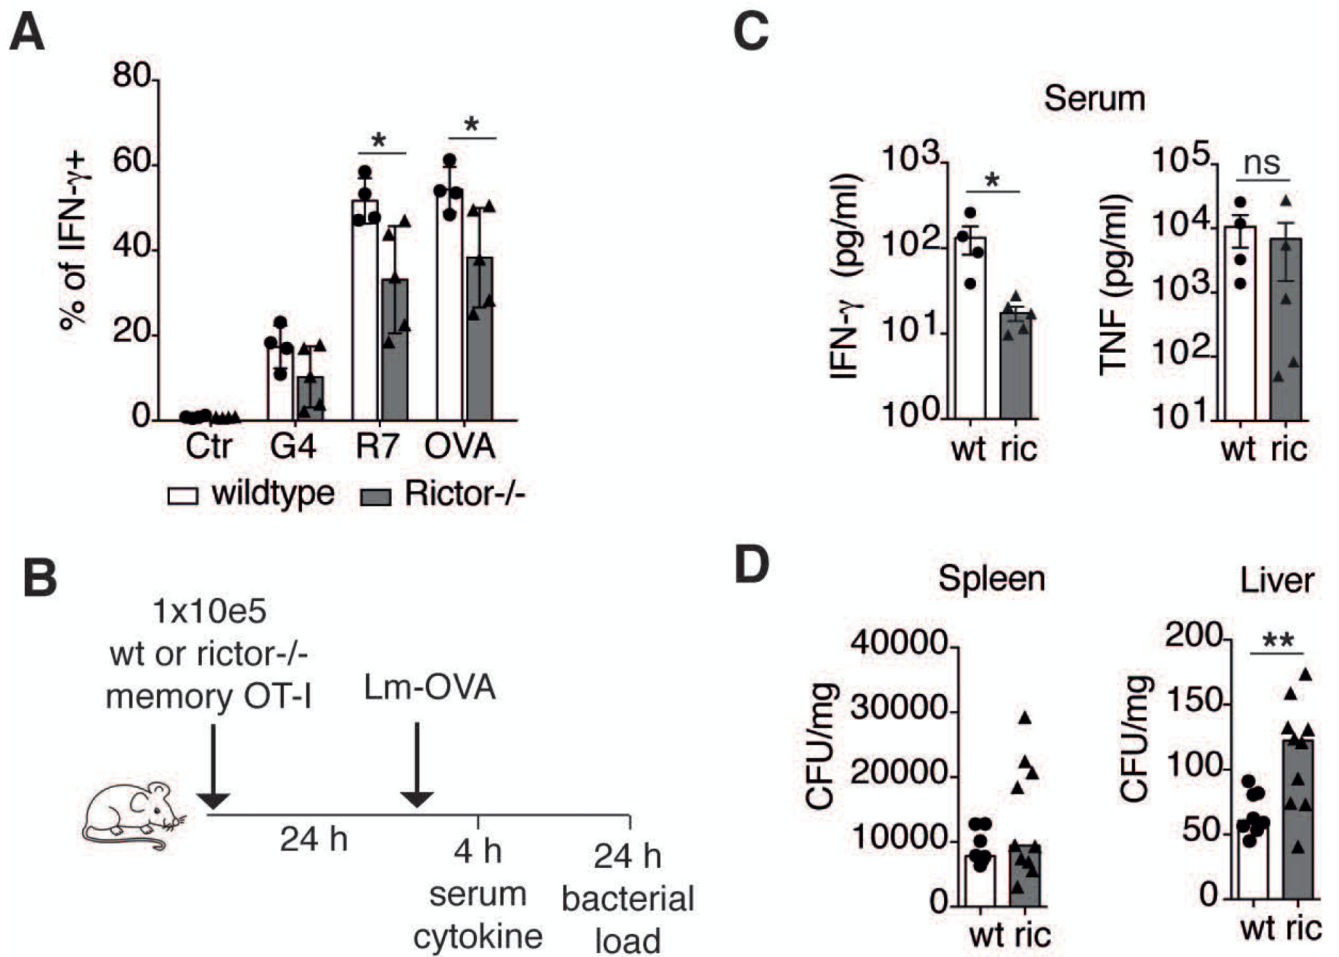 A
80
60
40
20
0
% of IFN-γ+
*
*
Ctr G4 R7 OVA
wildtype Rictor-/-
B
1x10e5
wt or rictor-/-
memory OT-I
Lm-OVA
24 h
4 h
serum
cytokine
24 h
bacterial
load
C
Serum
IFN-γ (pg/ml)
10³
10²
10¹
10⁰
*
wt ric
TNF (pg/ml)
10⁵
10⁴
10³
10²
10¹
ns
wt ric
D
Spleen
CFU/mg
40000
30000
20000
10000
0
wt ric
Liver
CFU/mg
200
150
100
50
0
**
wt ric